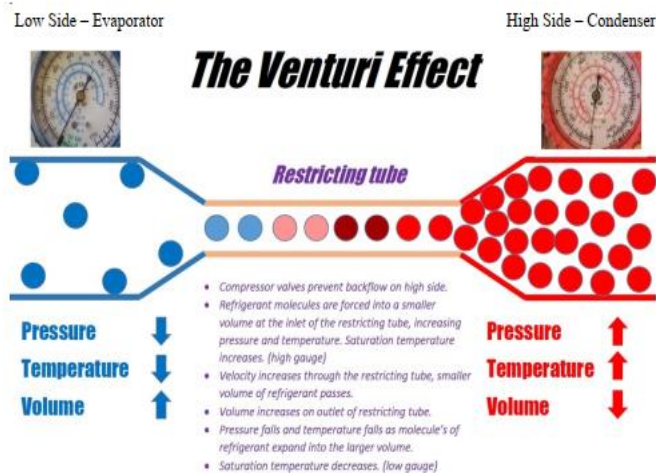 Low Side – Evaporator
High Side – Condenser
The Venturi Effect
Restricting tube
• Compressor valves prevent backflow on high side.
• Refrigerant molecules are forced into a smaller
volume at the inlet of the restricting tube, increasing
pressure and temperature. Saturation temperature
increases. (high gauge)
• Velocity increases through the restricting tube, smaller
volume of refrigerant passes.
• Volume increases on outlet of restricting tube.
• Pressure falls and temperature falls as molecule's of
refrigerant expand into the larger volume.
• Saturation temperature decreases. (low gauge)
Pressure
Temperature
Volume
Pressure
Temperature
Volume